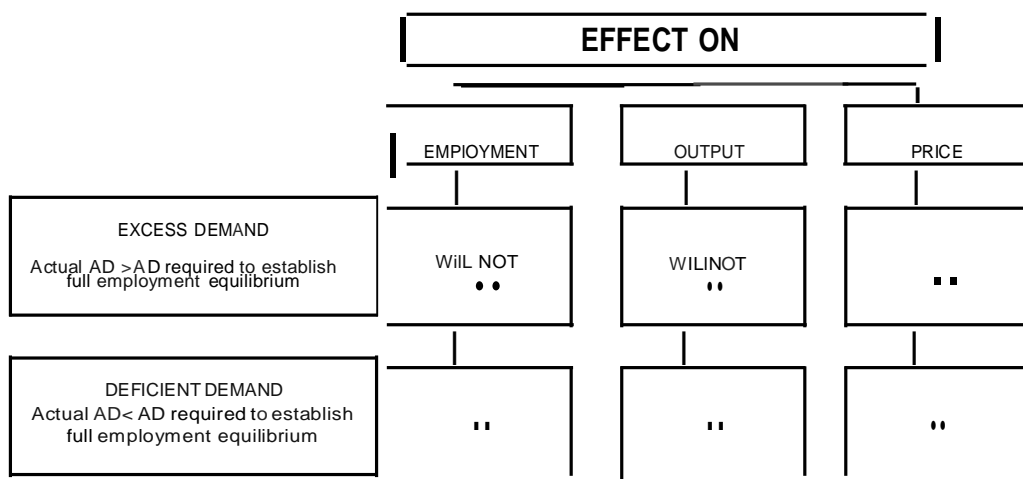 EFFECT ON
EMPIOYMENT
OUTPUT
PRICE
EXCESS DEMAND
Actual AD >AD required to establish
full employment equilibrium
WilL NOT
WILINOT
DEFICIENT DEMAND
Actual AD< AD required to establish
full employment equilibrium